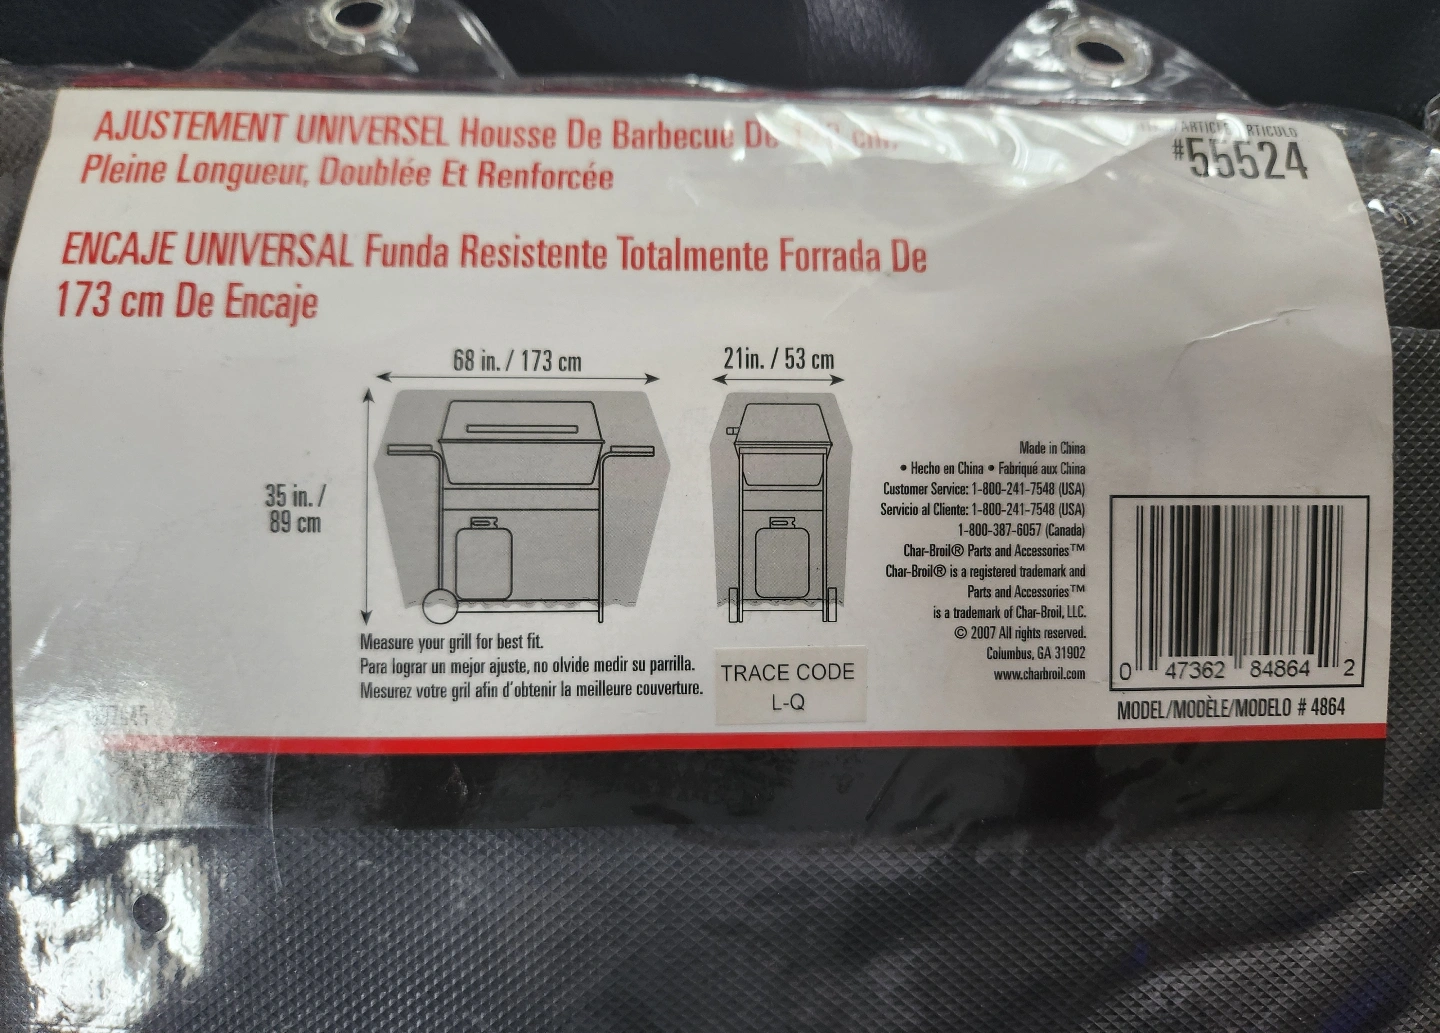 AJUSTEMENT UNIVERSEL Housse De Barbecue De cm,
Pleine Longueur, Doublée Et Renforcée
ARTICLE ARTICULO
#55524
ENCAJE UNIVERSAL Funda Resistente Totalmente Forrada De
173 cm De Encaje
68 in. / 173 cm
21in. / 53 cm
35 in. /
89 cm
Measure your grill for best fit.
Para lograr un mejor ajuste, no olvide medir su parrilla.
Mesurez votre gril afin d'obtenir la meilleure couverture.
TRACE CODE
L-Q
Made in China
• Hecho en China • Fabriqué aux China
Customer Service: 1-800-241-7548 (USA)
Servicio al Cliente: 1-800-241-7548 (USA)
1-800-387-6057 (Canada)
Char-Broil® Parts and Accessories™
Char-Broil® is a registered trademark and
Parts and Accessories™
is a trademark of Char-Broil, LLC.
© 2007 All rights reserved.
Columbus, GA 31902
www.charbroil.com
0 47362 84864 2
MODEL/MODÈLE/MODELO # 4864